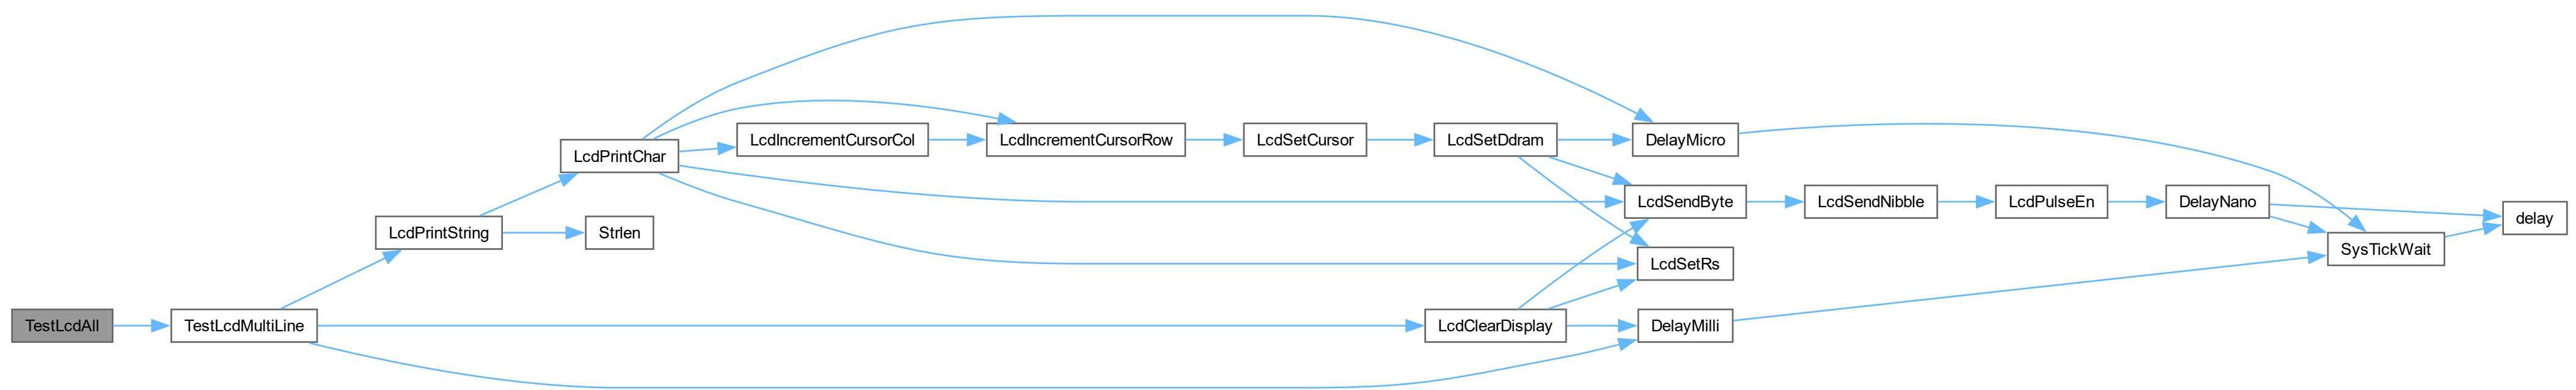 TestLcdAll
TestLcdMultiLine
LcdPrintString
LcdPrintChar
Strlen
LcdIncrementCursorCol
LcdIncrementCursorRow
LcdSetCursor
LcdSetDdram
DelayMicro
LcdSendByte
LcdSetRs
LcdClearDisplay
DelayMilli
LcdSendNibble
LcdPulseEn
DelayNano
SysTickWait
delay